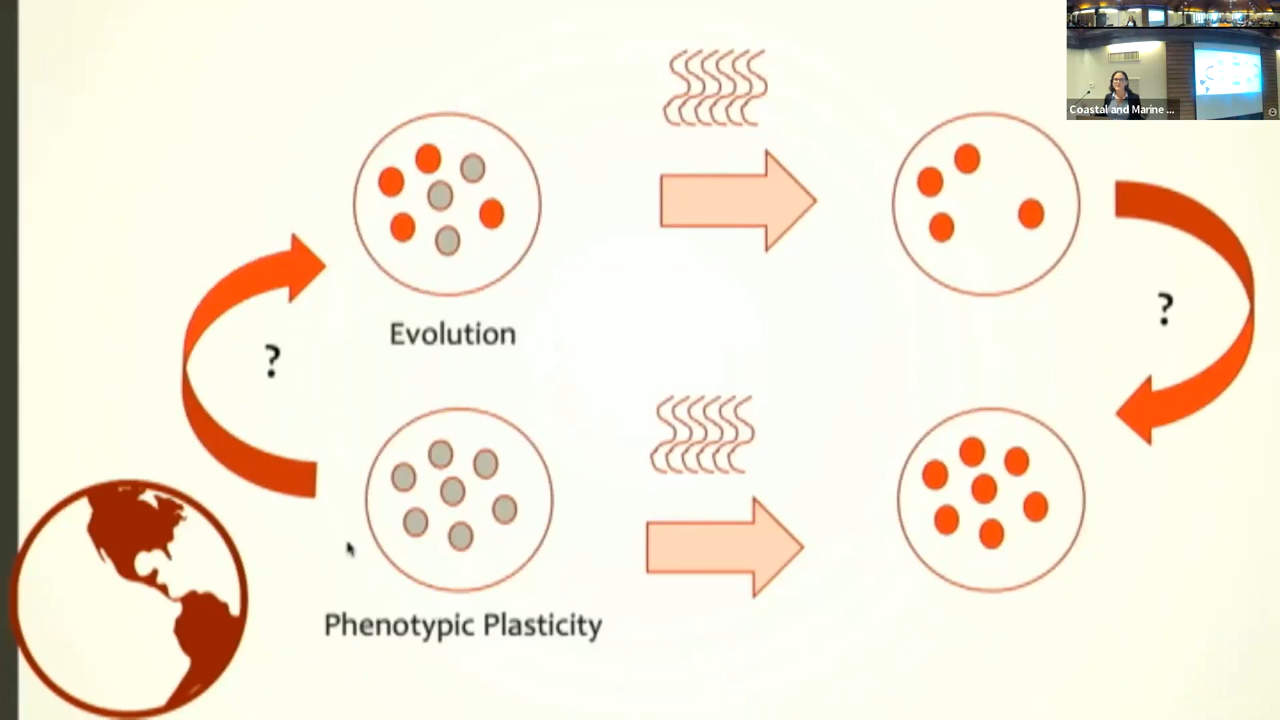 Coastal and Marine ...
?
Evolution
?
Phenotypic Plasticity